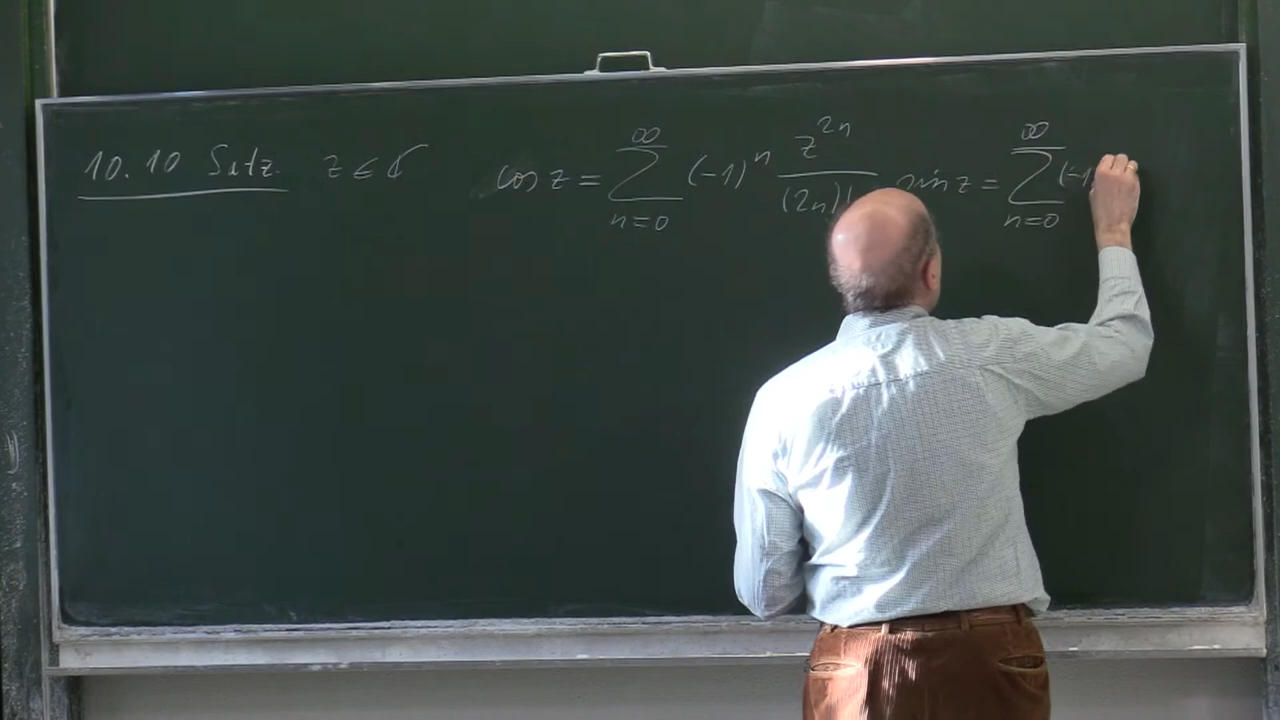 10.10 Satz. z ∈ ℂ cos z = ∑_{n=0}^{∞} (-1)^n z^{2n}/(2n)! sin z = ∑_{n=0}^{∞} (-1